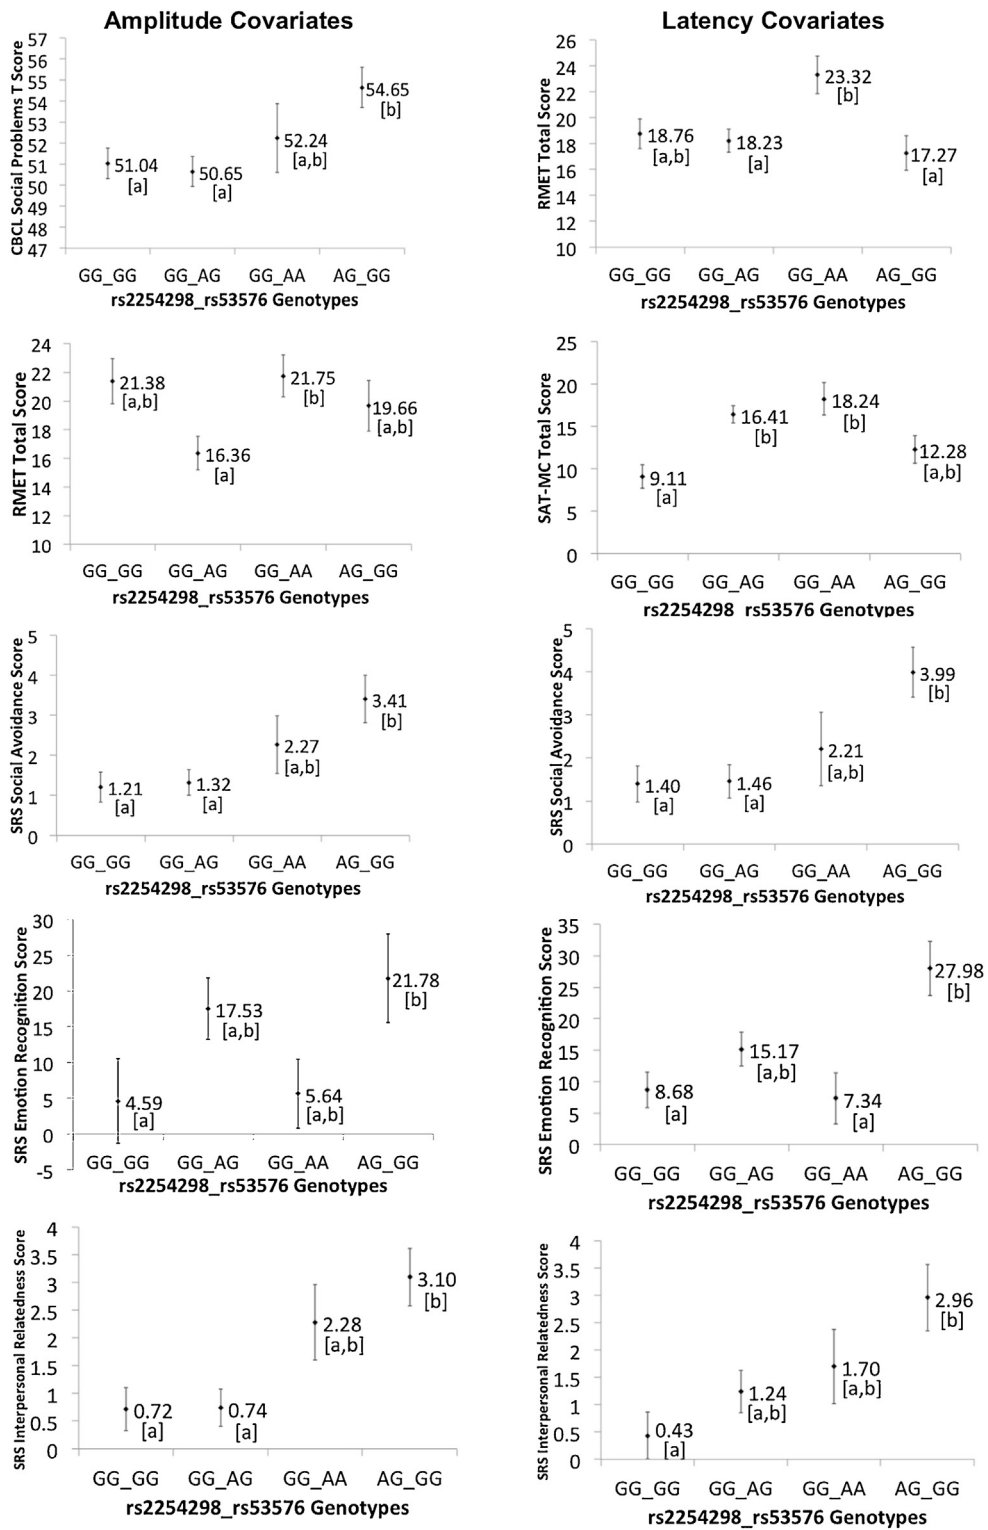 Amplitude Covariates
CBCL Social Problems T Score
57
56
55
54
53
52
51
50
49
48
47
51.04
[a]
50.65
[a]
52.24
[a,b]
54.65
[b]
GG_GG GG_AG GG_AA AG_GG
rs2254298_rs53576 Genotypes
RMET Total Score
24
22
20
18
16
14
12
10
21.38
[a,b]
16.36
[a]
21.75
[b]
19.66
[a,b]
GG_GG GG_AG GG_AA AG_GG
rs2254298_rs53576 Genotypes
SRS Social Avoidance Score
5
4
3
2
1
0
1.21
[a]
1.32
[a]
2.27
[a,b]
3.41
[b]
GG_GG GG_AG GG_AA AG_GG
rs2254298_rs53576 Genotypes
SRS Emotion Recognition Score
30
25
20
15
10
5
0
-5
4.59
[a]
17.53
[a,b]
5.64
[a,b]
21.78
[b]
GG_GG GG_AG GG_AA AG_GG
rs2254298_rs53576 Genotypes
SRS Interpersonal Relatedness Score
4
3.5
3
2.5
2
1.5
1
0.5
0
0.72
[a]
0.74
[a]
2.28
[a,b]
3.10
[b]
GG_GG GG_AG GG_AA AG_GG
rs2254298_rs53576 Genotypes
Latency Covariates
RMET Total Score
26
24
22
20
18
16
14
12
10
18.76
[a,b]
18.23
[a]
23.32
[b]
17.27
[a]
GG_GG GG_AG GG_AA AG_GG
rs2254298_rs53576 Genotypes
SAT-MC Total Score
25
20
15
10
5
0
9.11
[a]
16.41
[b]
18.24
[b]
12.28
[a,b]
GG_GG GG_AG GG_AA AG_GG
rs2254298 rs53576 Genotypes
SRS Social Avoidance Score
5
4
3
2
1
0
1.40
[a]
1.46
[a]
2.21
[a,b]
3.99
[b]
GG_GG GG_AG GG_AA AG_GG
rs2254298_rs53576 Genotypes
SRS Emotion Recognition Score
35
30
25
20
15
10
5
0
8.68
[a]
15.17
[a,b]
7.34
[a]
27.98
[b]
GG_GG GG_AG GG_AA AG_GG
rs2254298_rs53576 Genotypes
SRS Interpersonal Relatedness Score
4
3.5
3
2.5
2
1.5
1
0.5
0
0.43
[a]
1.24
[a,b]
1.70
[a,b]
2.96
[b]
GG_GG GG_AG GG_AA AG_GG
rs2254298_rs53576 Genotypes